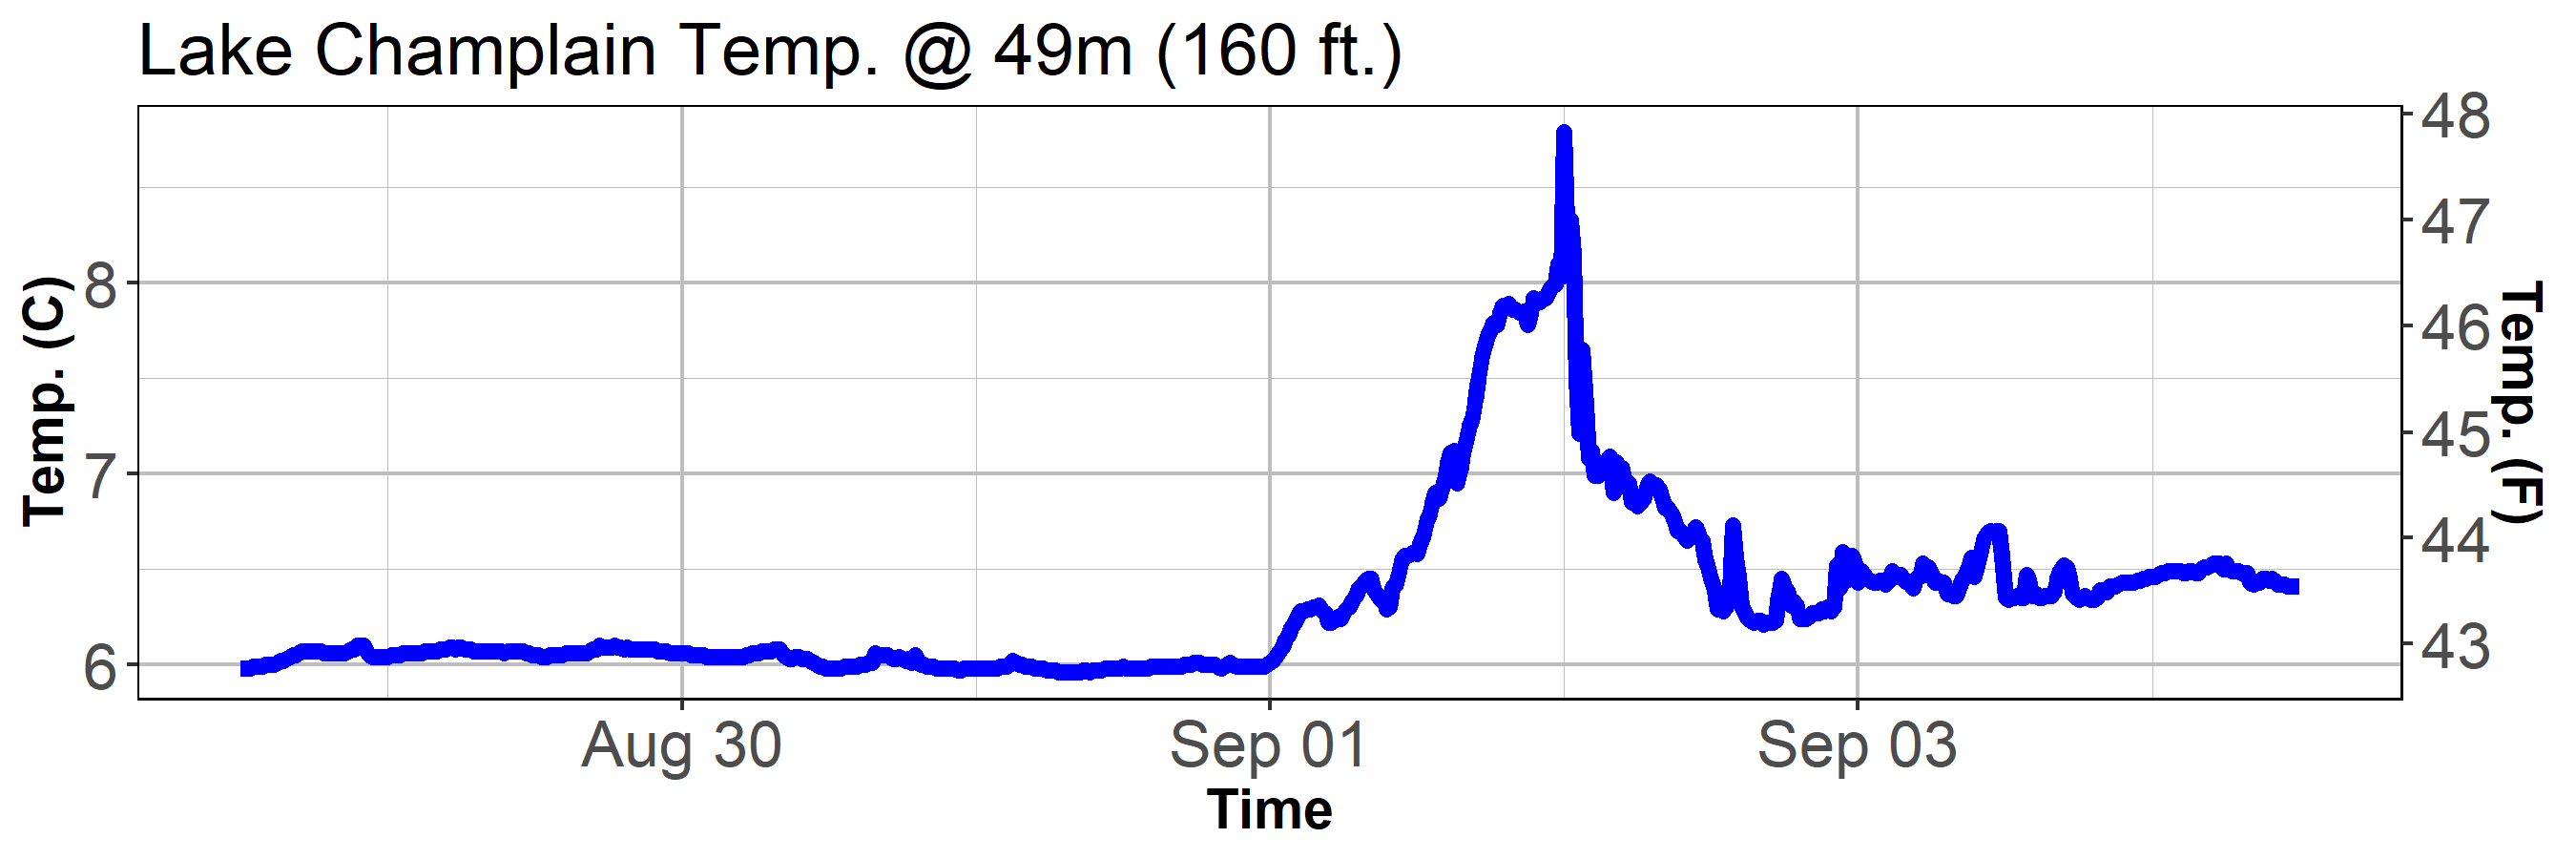 Lake Champlain Temp. @ 49m (160 ft.)
Temp. (C)
8
7
6
48
47
46
45
44
43
Temp. (F)
Aug 30 Sep 01 Sep 03
Time